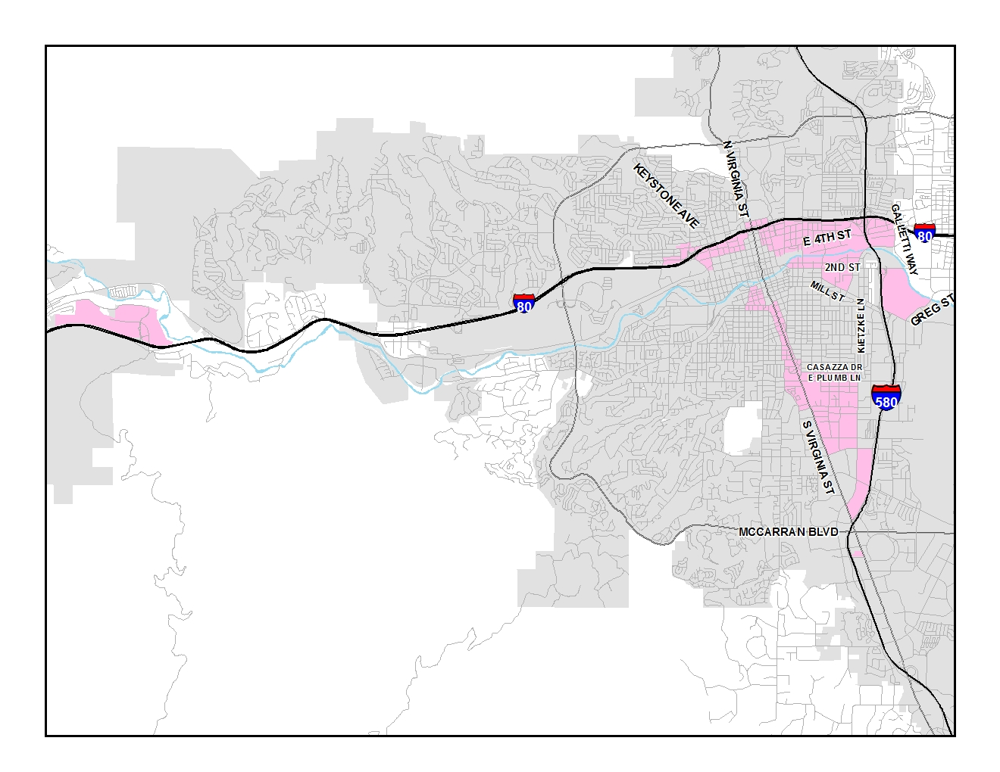 N VIRGINIA ST
KEYSTONE AVE
GALLETTI WAY
80
E 4TH ST
2ND ST
MILL ST
80
GREG ST
KIETZKE LN
CASAZZA DR
E PLUMB LN
580
S VIRGINIA ST
MCCARRAN BLVD